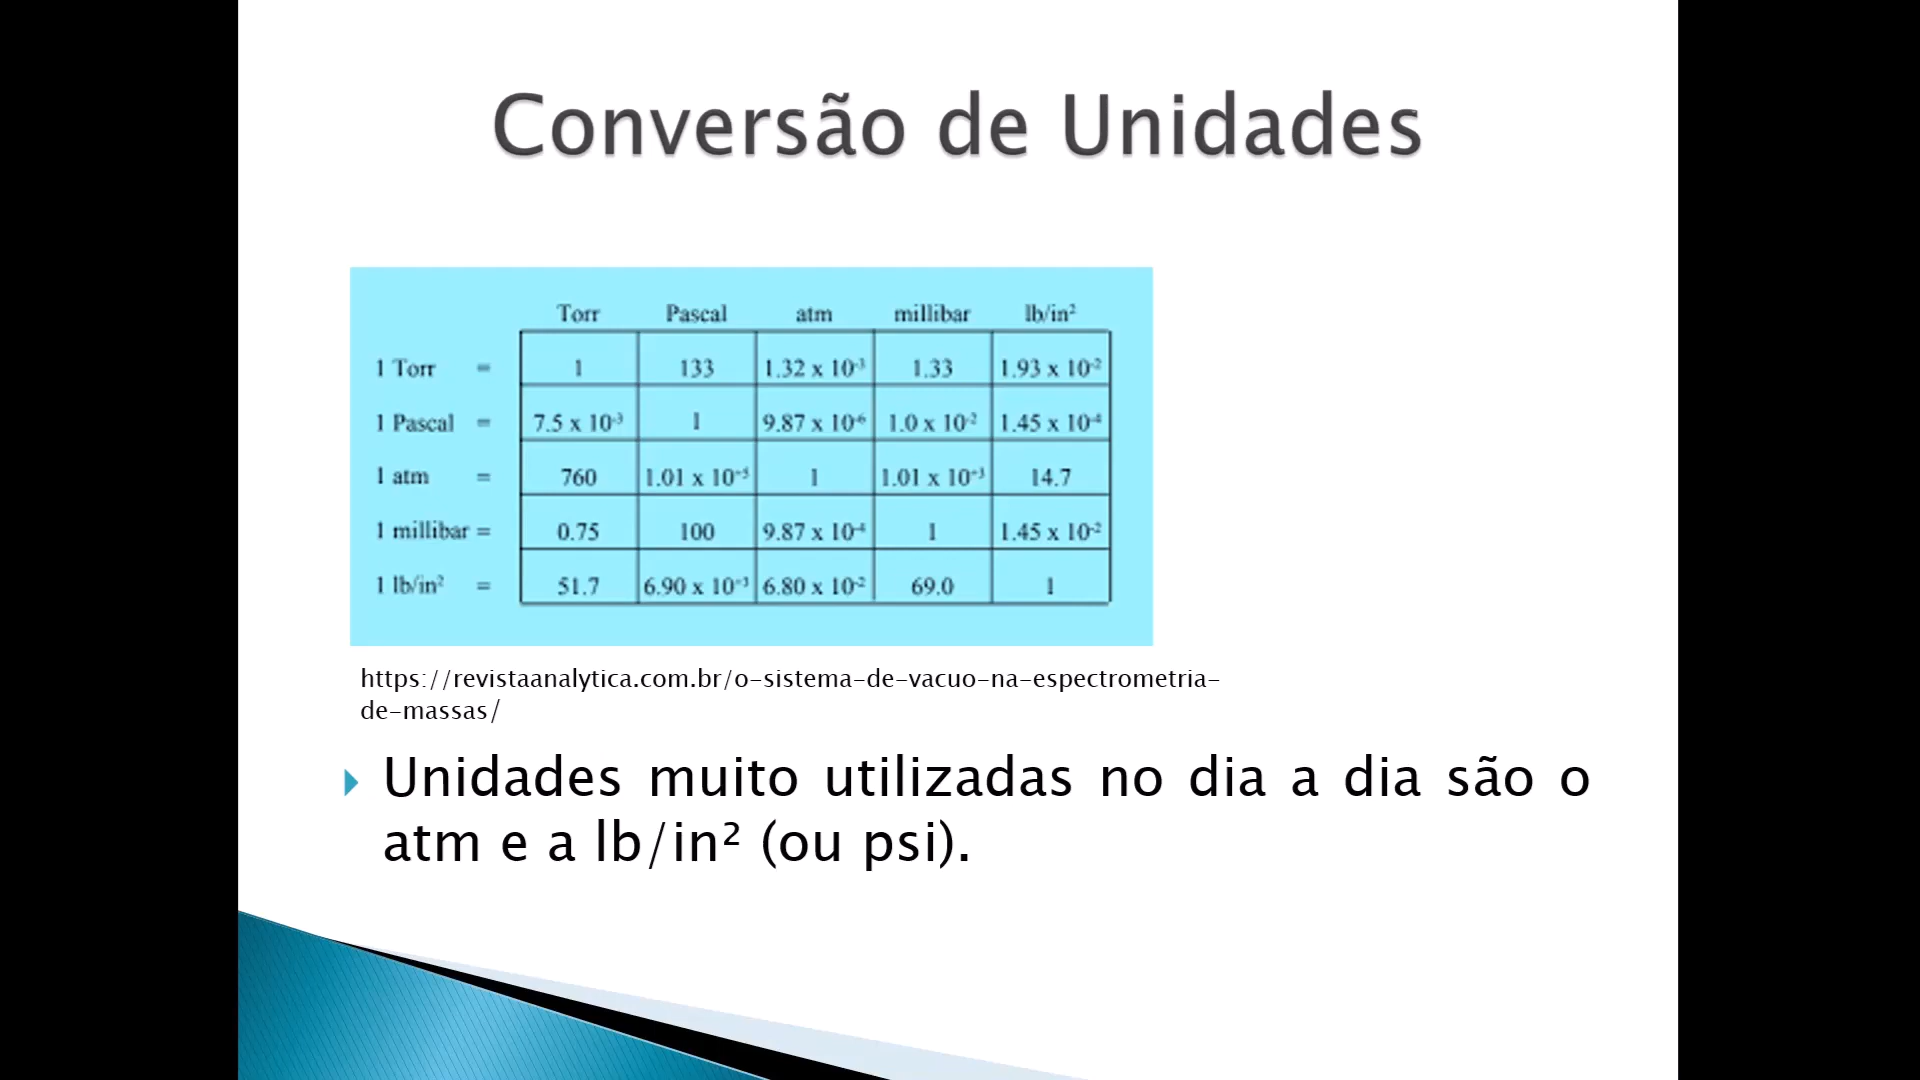 Conversão de Unidades
Torr Pascal atm millibar lb/in²
1 Torr = 1 133 1.32 x 10⁻³ 1.33 1.93 x 10⁻²
1 Pascal = 7.5 x 10⁻³ 1 9.87 x 10⁻⁶ 1.0 x 10⁻² 1.45 x 10⁻⁴
1 atm = 760 1.01 x 10⁺⁵ 1 1.01 x 10⁺³ 14.7
1 millibar = 0.75 100 9.87 x 10⁻⁴ 1 1.45 x 10⁻²
1 lb/in² = 51.7 6.90 x 10⁺³ 6.80 x 10⁻² 69.0 1
https://revistaanalytica.com.br/o-sistema-de-vacuo-na-espectrometria-
de-massas/
Unidades muito utilizadas no dia a dia são o
atm e a lb/in² (ou psi).